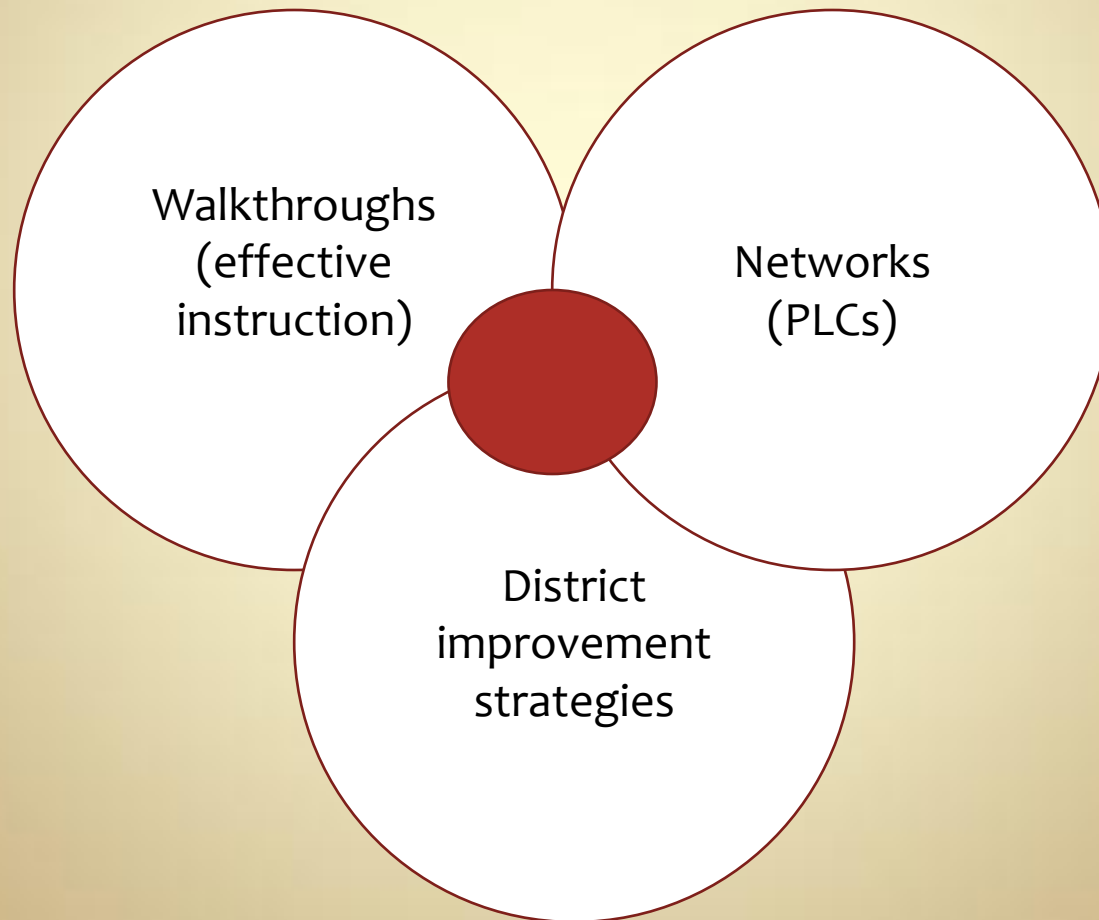 Walkthroughs
(effective
instruction)
Networks
(PLCs)
District
improvement
strategies